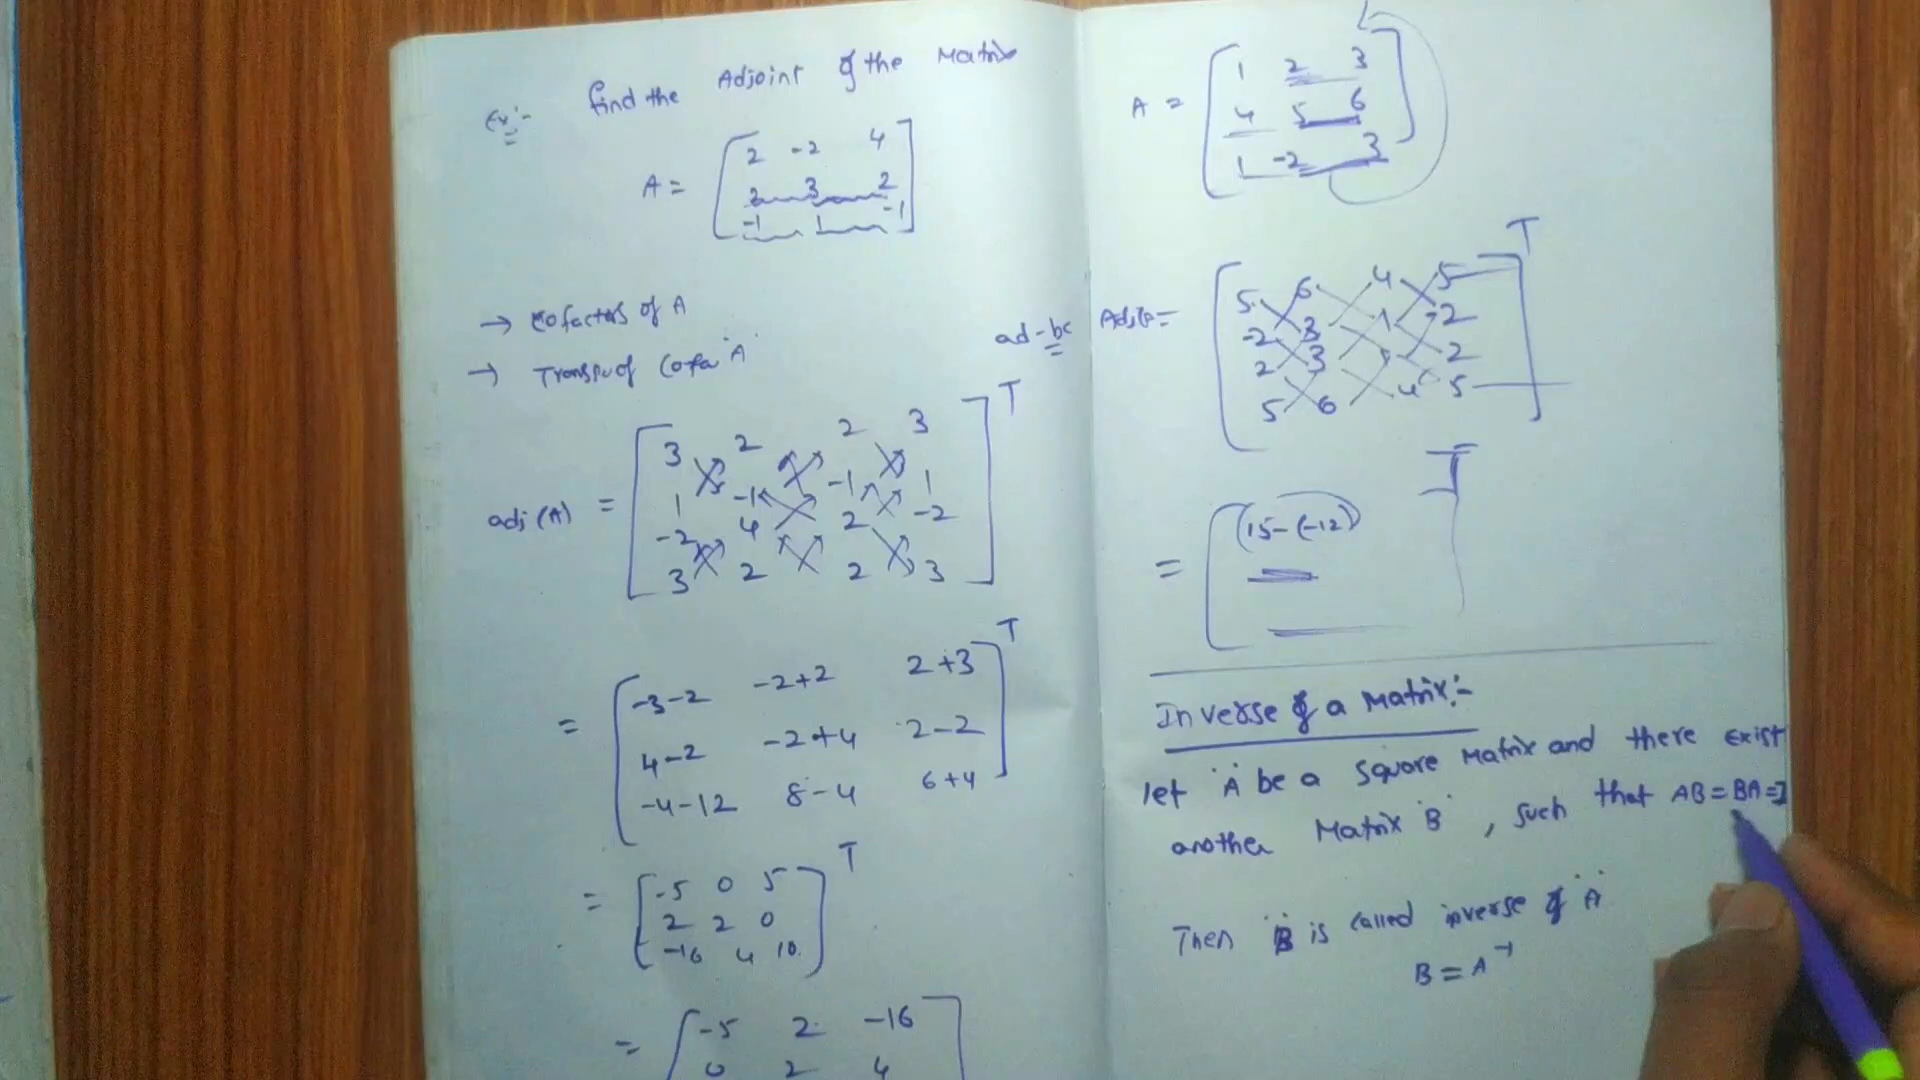 Ex:- find the Adjoint of the Matrix
A = [ 2 -2 4
2 3 2
-1 1 -1 ]
→ cofactors of A
→ Transpu of Cofa 'A'
adj (A) = [ 3 2 2 3
1 -1 -1 1
-2 4 2 -2
3 2 2 3 ] T
= [ -3-2 -2+2 2+3
4-2 -2+4 2-2
-4-12 8-4 6+4 ] T
= [ -5 0 5
2 2 0
-16 4 10 ] T
= [ -5 2 -16
0 2 4
A = [ 1 2 3
4 5 6
1 -2 3 ]
ad-bc
= [ 5 6 4 5
-2 3 1 -2
2 3 1 2
5 6 4 5 ] T
= [ (15-(-12)) ] T
Inverse of a Matrix:-
let 'A' be a square Matrix and there exist
another Matrix 'B', such that AB=BA=I
Then 'B' is called inverse of 'A'
B = A⁻¹